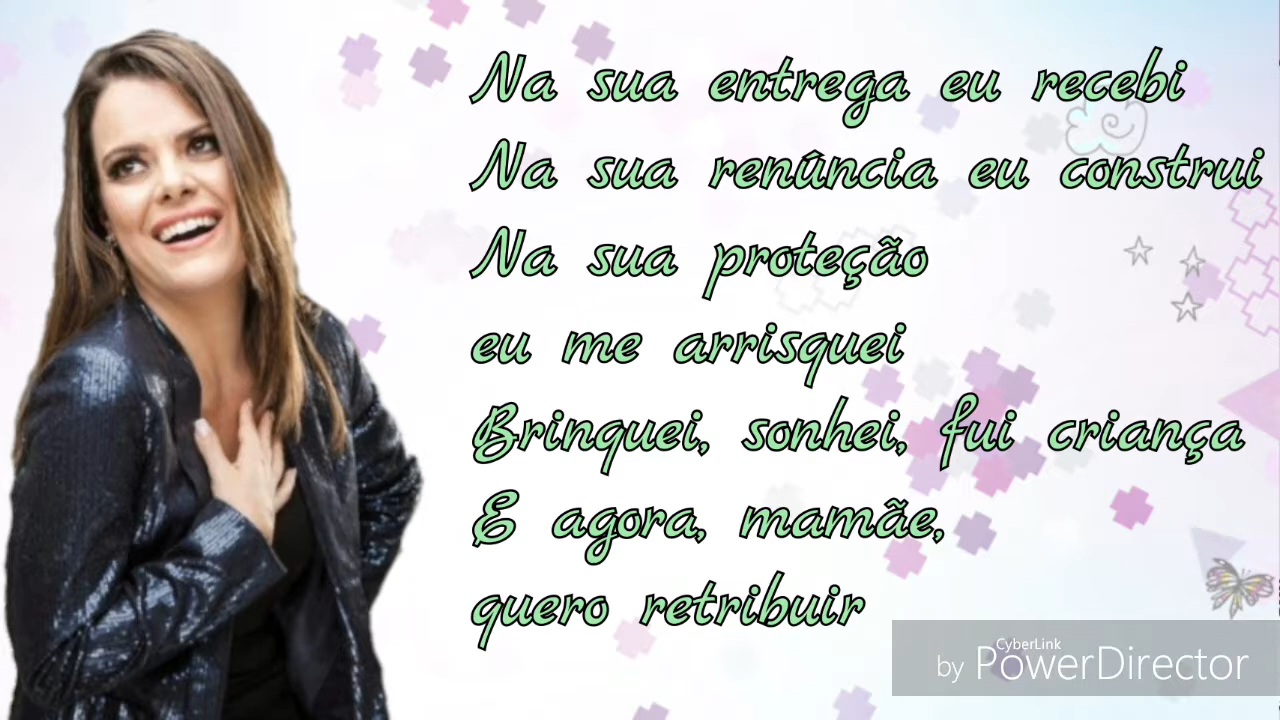 Na sua entrega eu recebi
Na sua renúncia eu construi
Na sua proteção
eu me arrisquei
Brinquei, sonhei, fui criança
E agora, mamãe,
quero retribuir
CyberLink
by PowerDirector